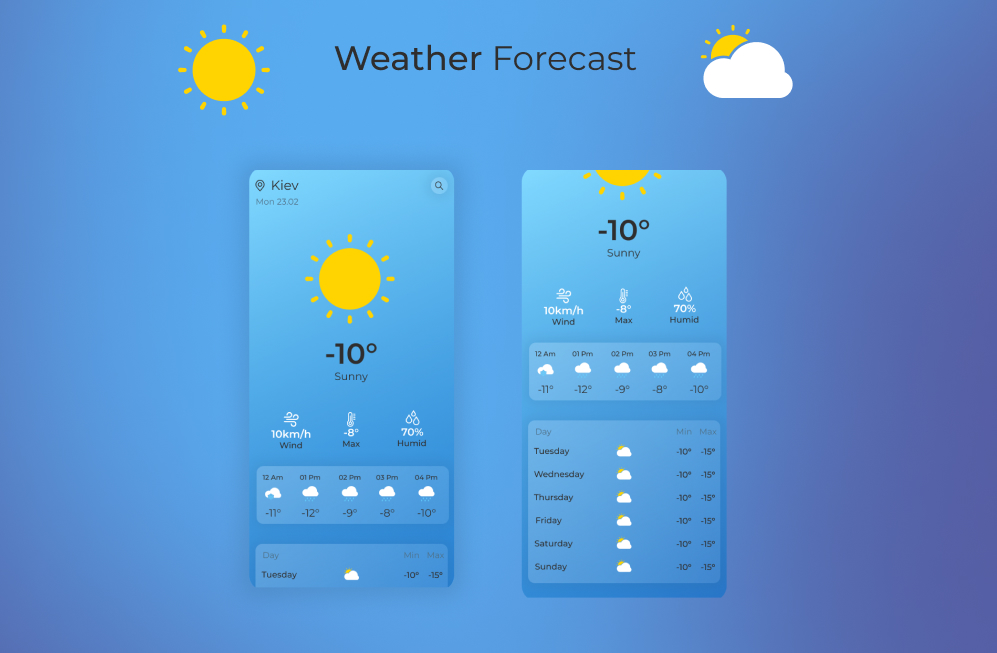 Weather Forecast
Kiev
Mon 23.02
-10°
Sunny
10km/h -8° 70%
Wind Max Humid
12 Am 01 Pm 02 Pm 03 Pm 04 Pm
-11° -12° -9° -8° -10°
Day Min Max
Tuesday -10° -15°
-10°
Sunny
10km/h -8° 70%
Wind Max Humid
12 Am 01 Pm 02 Pm 03 Pm 04 Pm
-11° -12° -9° -8° -10°
Day Min Max
Tuesday -10° -15°
Wednesday -10° -15°
Thursday -10° -15°
Friday -10° -15°
Saturday -10° -15°
Sunday -10° -15°